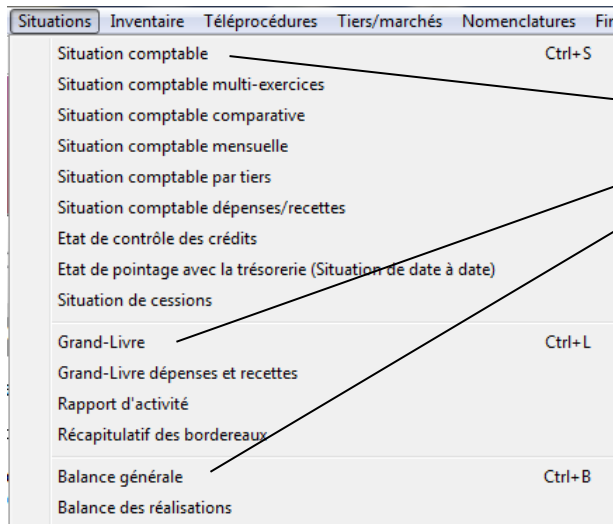 Situations Inventaire Téléprocédures Tiers/marchés Nomenclatures
Situation comptable Ctrl+S
Situation comptable multi-exercices
Situation comptable comparative
Situation comptable mensuelle
Situation comptable par tiers
Situation comptable dépenses/recettes
Etat de contrôle des crédits
Etat de pointage avec la trésorerie (Situation de date à date)
Situation de cessions
Grand-Livre Ctrl+L
Grand-Livre dépenses et recettes
Rapport d'activité
Récapitulatif des bordereaux
Balance générale Ctrl+B
Balance des réalisations